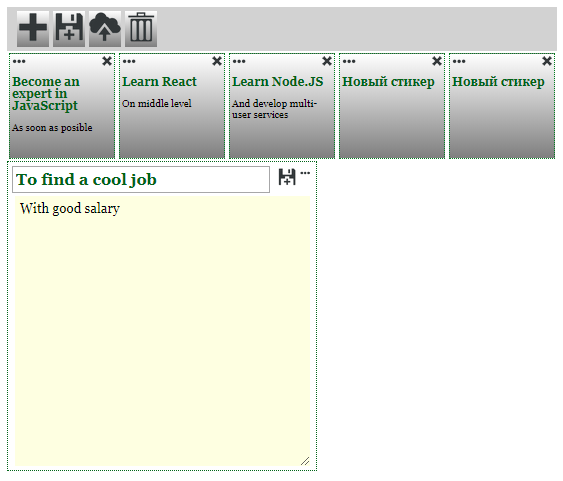 Become an
expert in
JavaScript
As soon as posible
Learn React
On middle level
Learn Node.JS
And develop multi-
user services
Новый стикер
Новый стикер
To find a cool job
With good salary